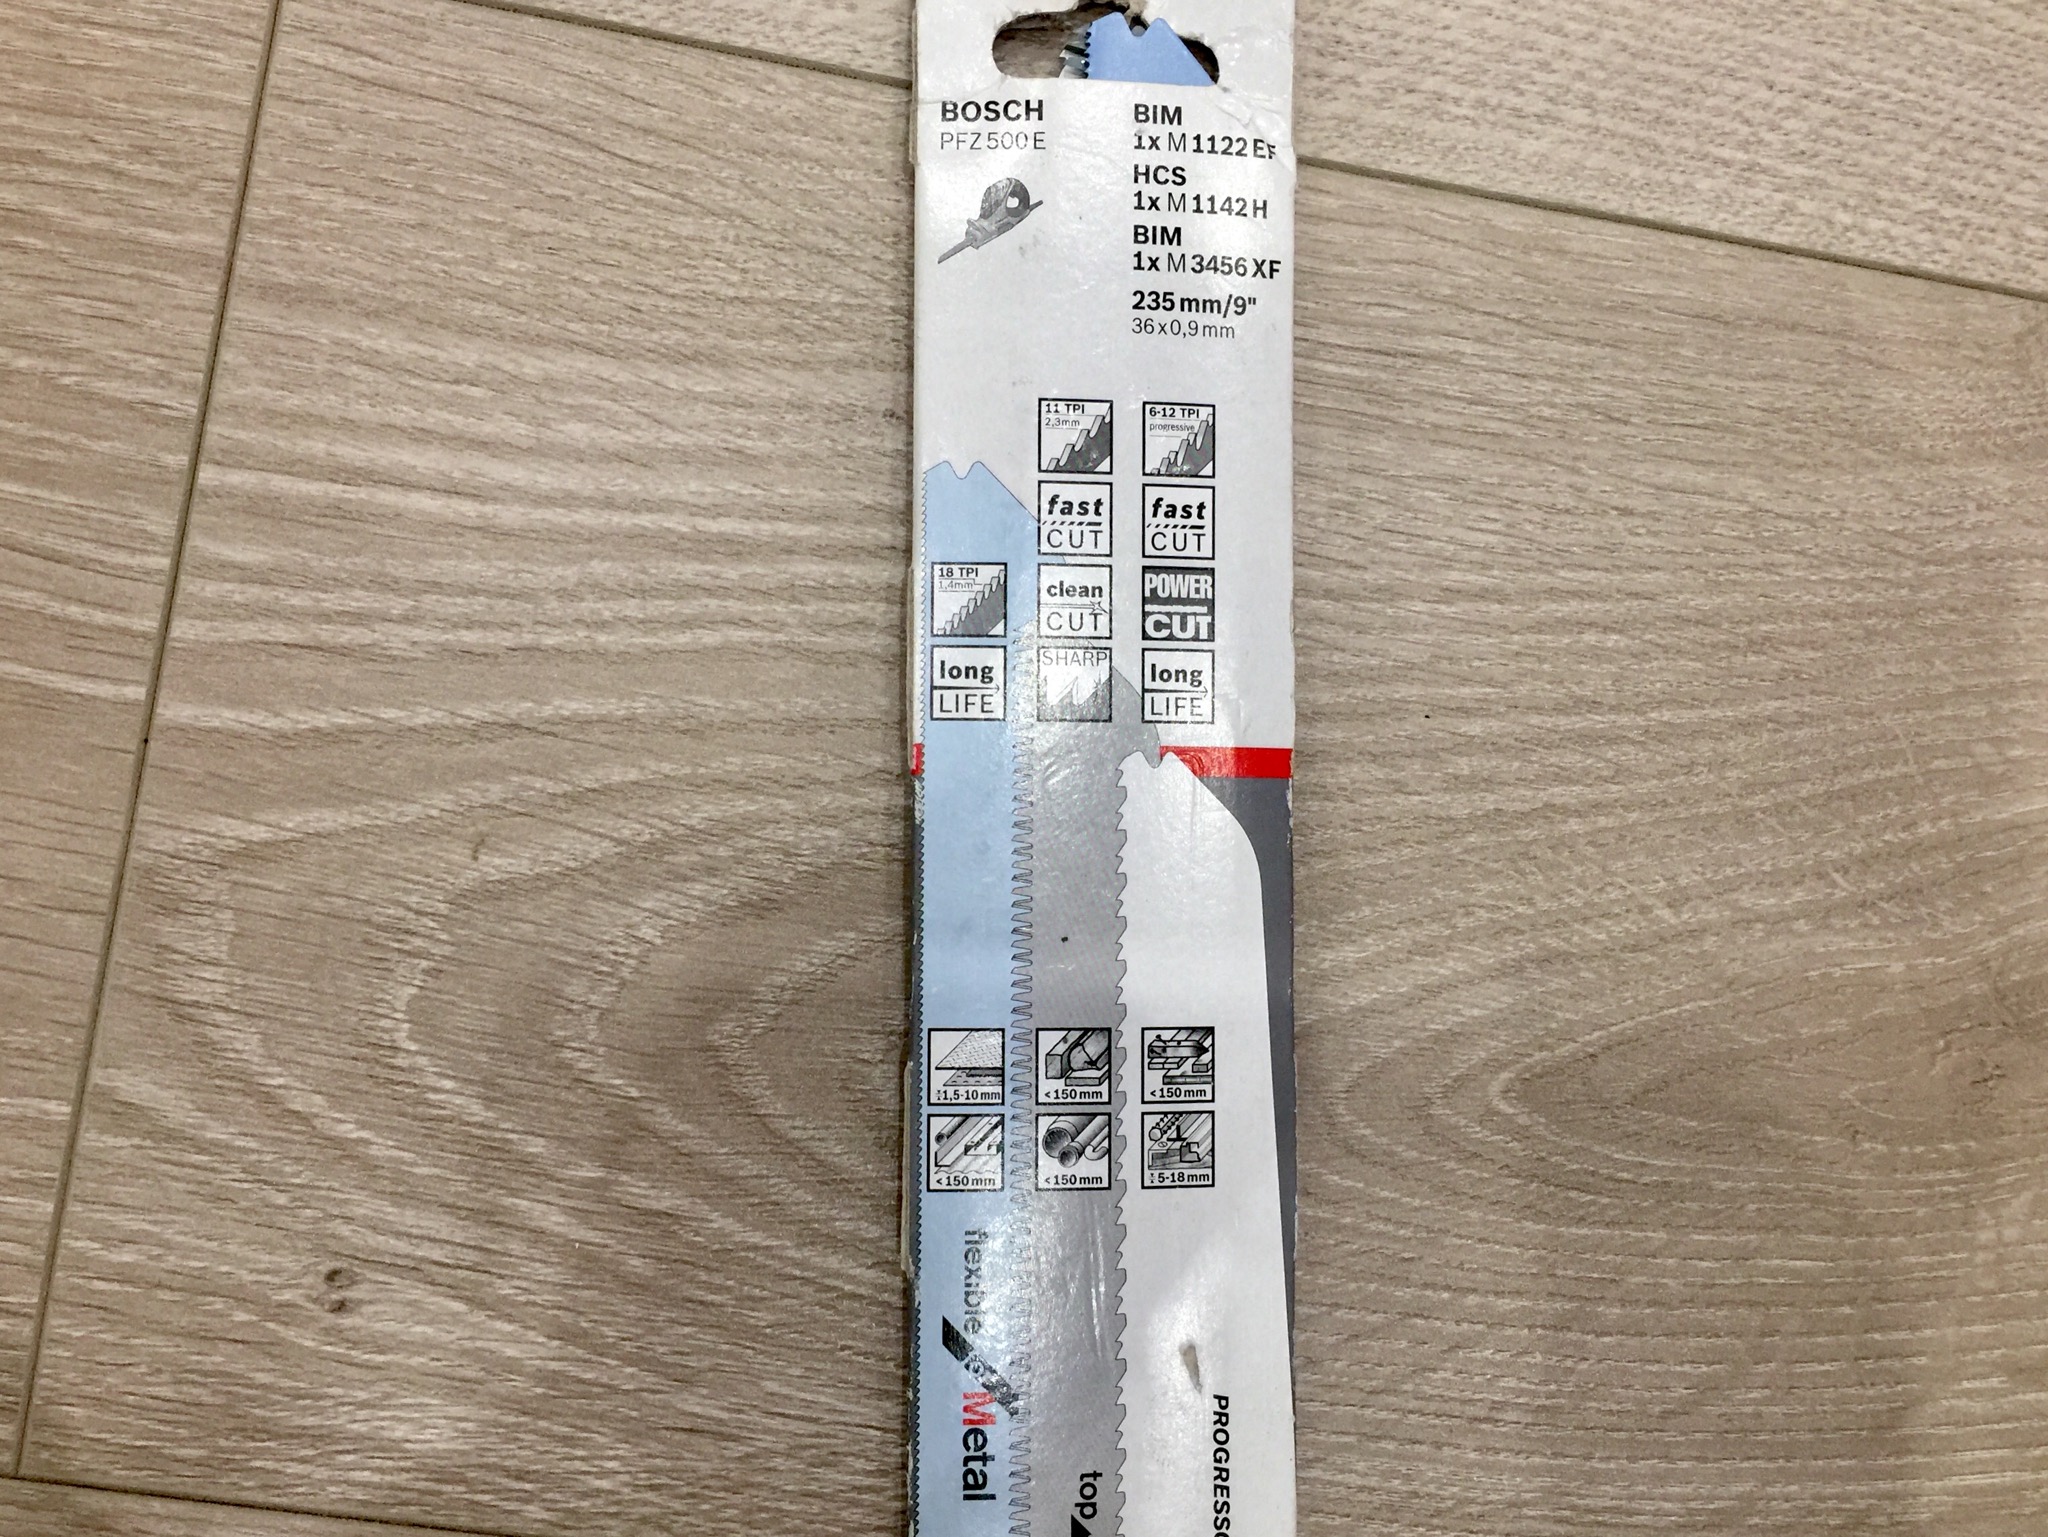 BOSCH
PFZ 500 E
BIM
1x M 1122 EF
HCS
1x M 1142 H
BIM
1x M 3456 XF
235 mm/9"
36 x 0,9 mm
11 TPI
2,3mm
6-12 TPI
progressive
fast
CUT
fast
CUT
18 TPI
1,4mm
clean
CUT
POWER
CUT
long
LIFE
SHARP
long
LIFE
1,5-10 mm
<150 mm
<150 mm
<150 mm
<150 mm
5-18 mm
flexible for Metal
top